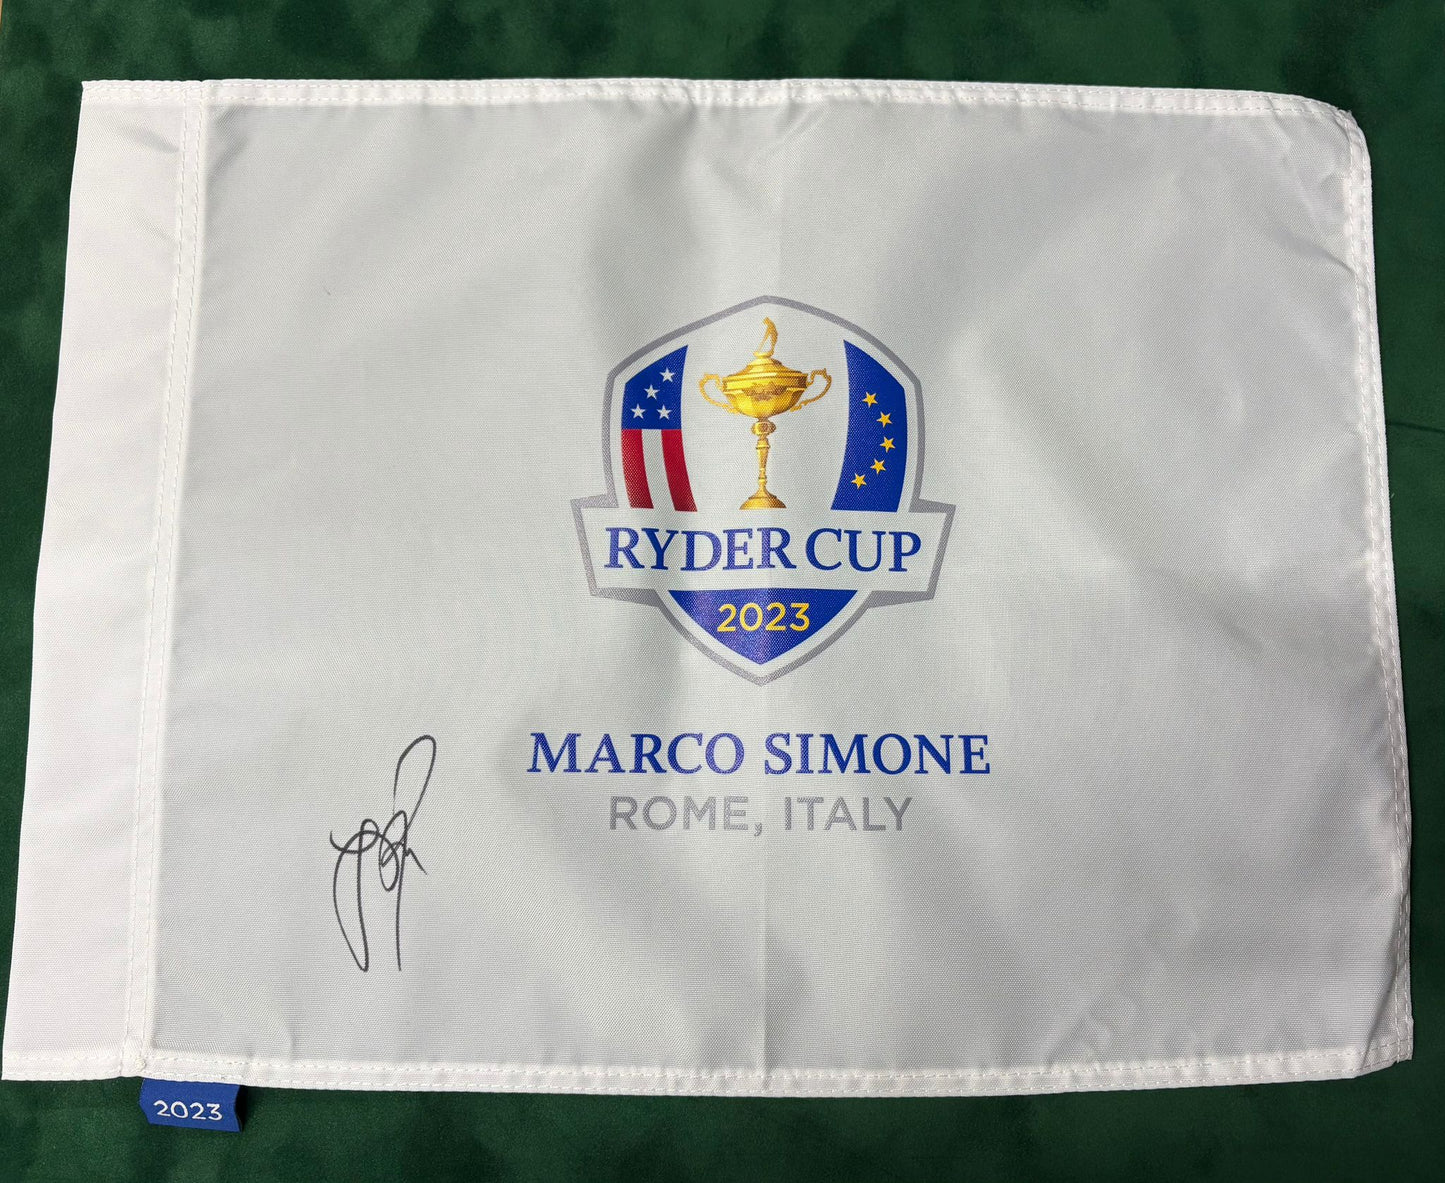 RYDER CUP
2023
MARCO SIMONE
ROME, ITALY
2023